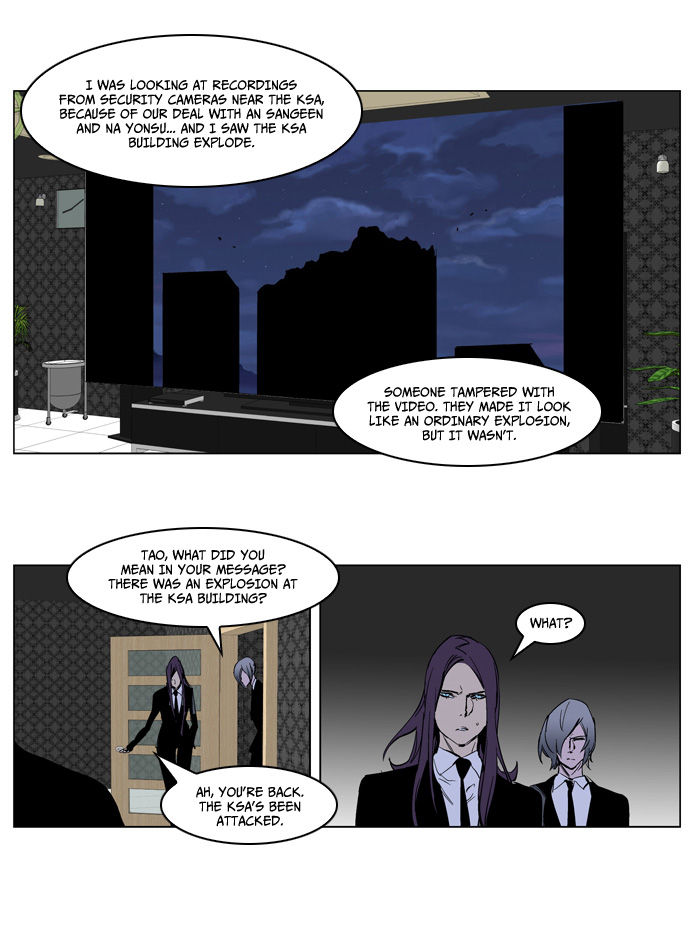 I WAS LOOKING AT RECORDINGS
FROM SECURITY CAMERAS NEAR THE KSA,
BECAUSE OF OUR DEAL WITH AN SANGEEN
AND NA YONSU... AND I SAW THE KSA
BUILDING EXPLODE.
SOMEONE TAMPERED WITH
THE VIDEO. THEY MADE IT LOOK
LIKE AN ORDINARY EXPLOSION,
BUT IT WASN'T.
TAO, WHAT DID YOU
MEAN IN YOUR MESSAGE?
THERE WAS AN EXPLOSION AT
THE KSA BUILDING?
AH, YOU'RE BACK.
THE KSA'S BEEN
ATTACKED.
WHAT?